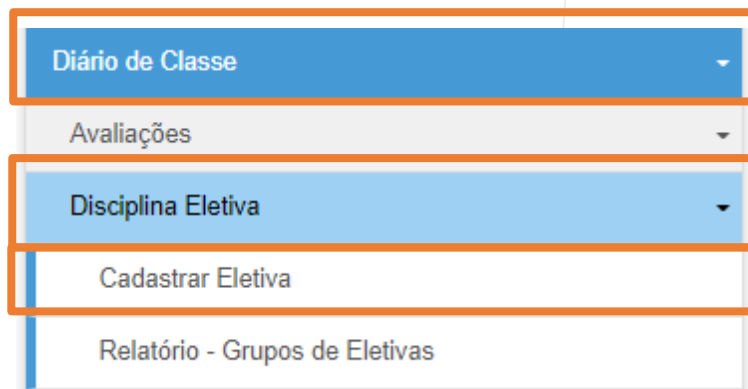 Diário de Classe
Avaliações
Disciplina Eletiva
Cadastrar Eletiva
Relatório - Grupos de Eletivas